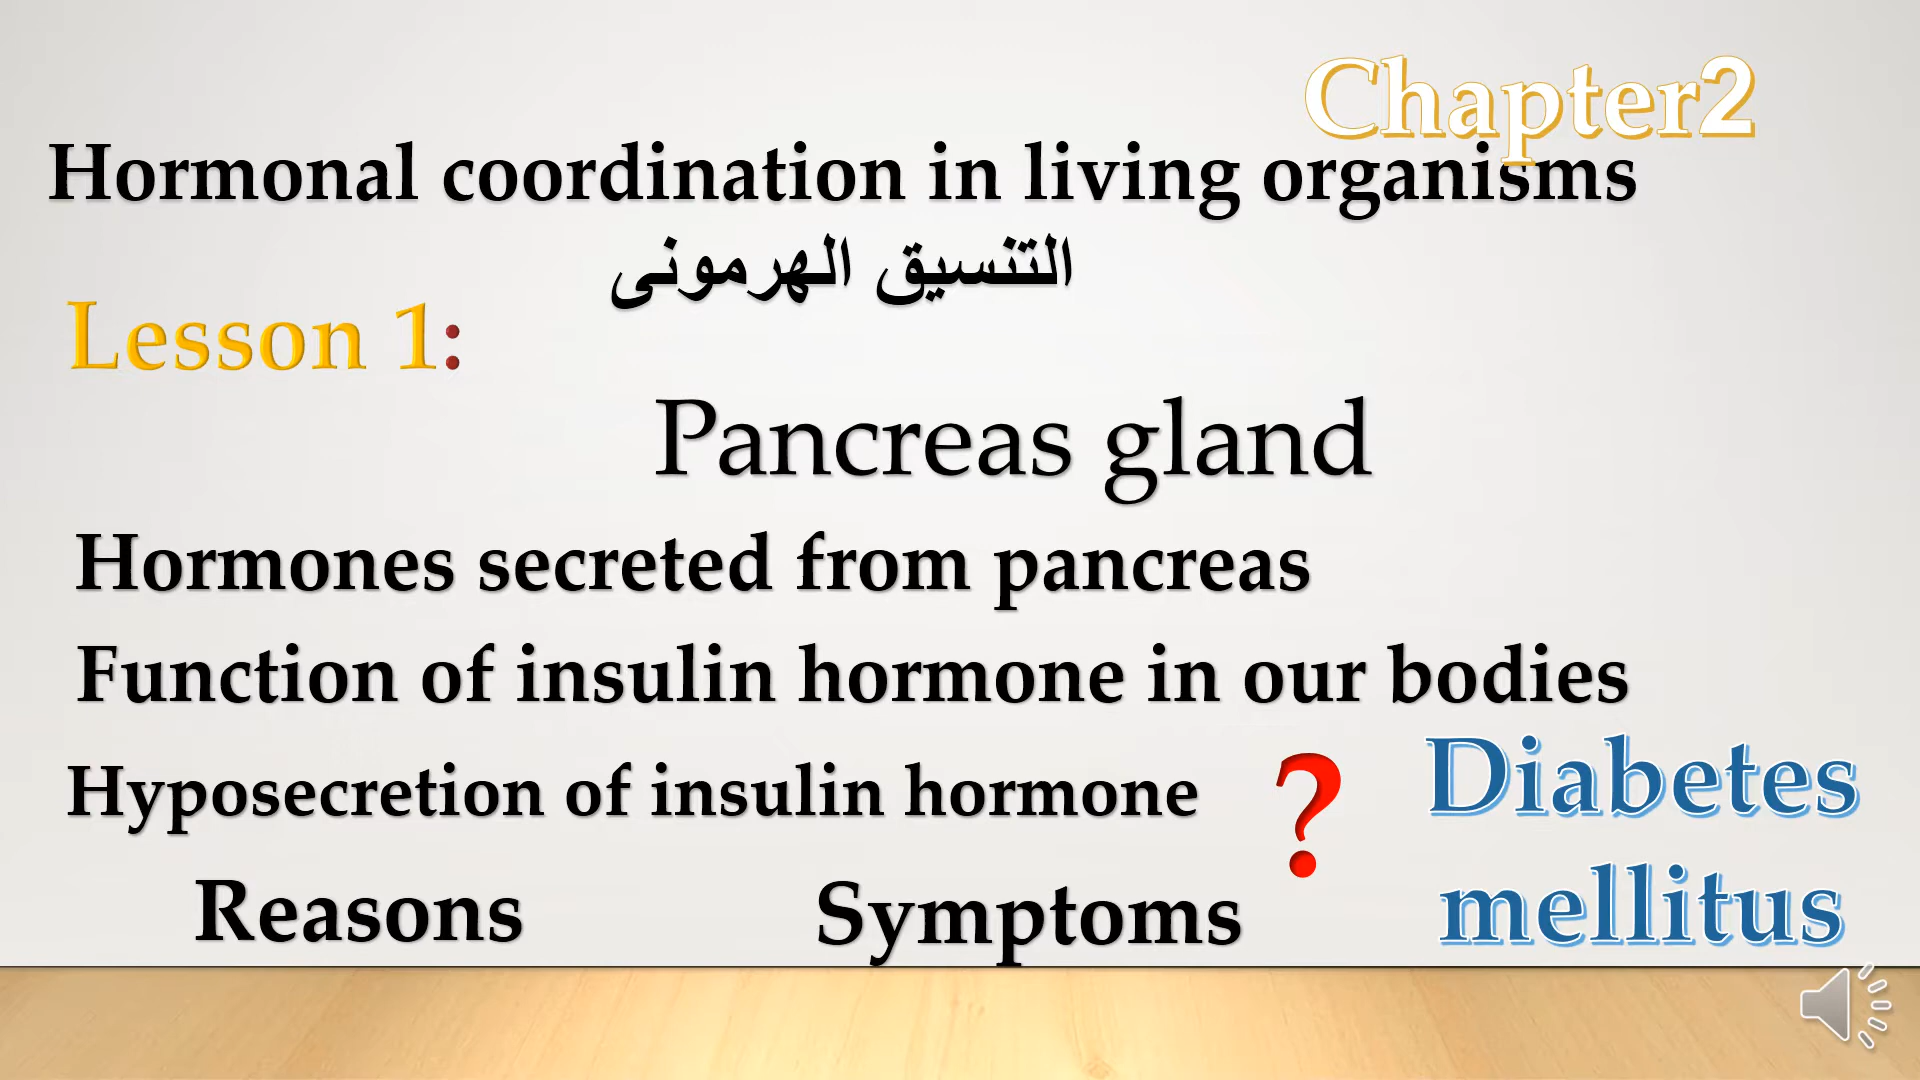 Chapter2
Hormonal coordination in living organisms
التنسيق الهرمونى
Lesson 1:
Pancreas gland
Hormones secreted from pancreas
Function of insulin hormone in our bodies
Hyposecretion of insulin hormone ?
Diabetes
mellitus
Reasons
Symptoms